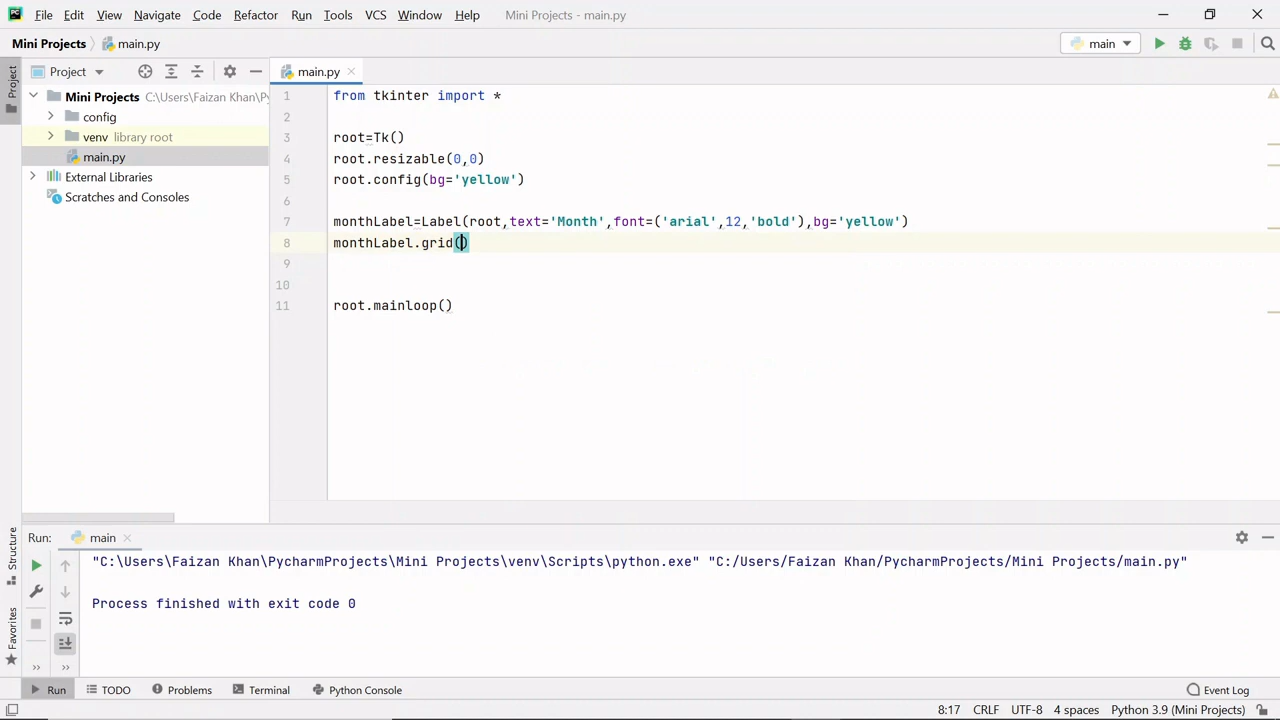 PC File Edit View Navigate Code Refactor Run Tools VCS Window Help Mini Projects - main.py
Mini Projects main.py main
Project Project main.py
Mini Projects C:\Users\Faizan Khan\Py
config
venv library root
main.py
External Libraries
Scratches and Consoles
1 from tkinter import *
2
3 root=Tk()
4 root.resizable(0,0)
5 root.config(bg='yellow')
6
7 monthLabel=Label(root,text='Month',font=('arial',12,'bold'),bg='yellow')
8 monthLabel.grid()
9
10
11 root.mainloop()
Structure
Favorites
Run: main
"C:\Users\Faizan Khan\PycharmProjects\Mini Projects\venv\Scripts\python.exe" "C:/Users/Faizan Khan/PycharmProjects/Mini Projects/main.py"
Process finished with exit code 0
Run TODO Problems Terminal Python Console Event Log
8:17 CRLF UTF-8 4 spaces Python 3.9 (Mini Projects)